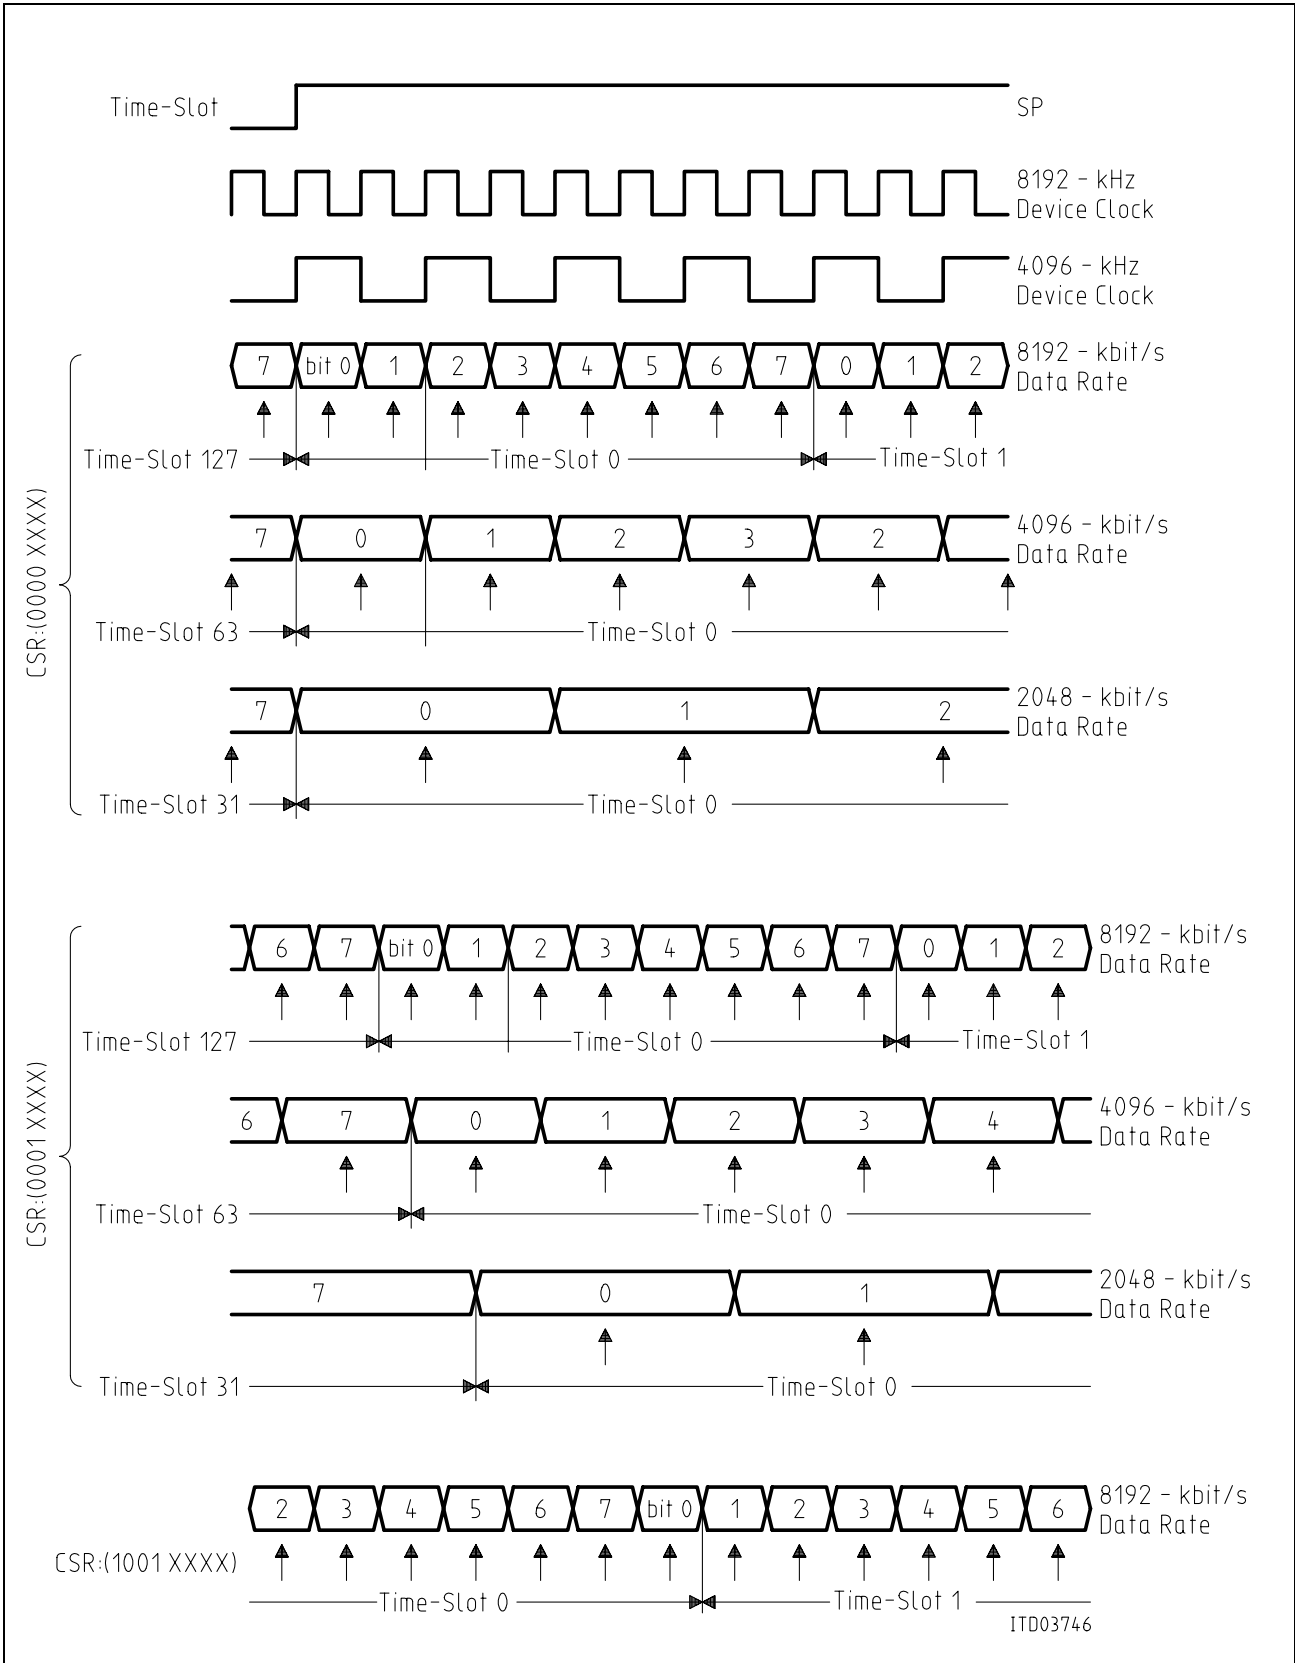 Time-Slot
SP
8192 - kHz
Device Clock
4096 - kHz
Device Clock
CSR:(0000 XXXX)
7 bit 0 1 2 3 4 5 6 7 0 1 2
8192 - kbit/s
Data Rate
Time-Slot 127 Time-Slot 0 Time-Slot 1
7 0 1 2 3 2
4096 - kbit/s
Data Rate
Time-Slot 63 Time-Slot 0
7 0 1 2
2048 - kbit/s
Data Rate
Time-Slot 31 Time-Slot 0
CSR:(0001 XXXX)
6 7 bit 0 1 2 3 4 5 6 7 0 1 2
8192 - kbit/s
Data Rate
Time-Slot 127 Time-Slot 0 Time-Slot 1
6 7 0 1 2 3 4
4096 - kbit/s
Data Rate
Time-Slot 63 Time-Slot 0
7 0 1
2048 - kbit/s
Data Rate
Time-Slot 31 Time-Slot 0
2 3 4 5 6 7 bit 0 1 2 3 4 5 6
8192 - kbit/s
Data Rate
CSR:(1001 XXXX)
Time-Slot 0 Time-Slot 1
ITD03746